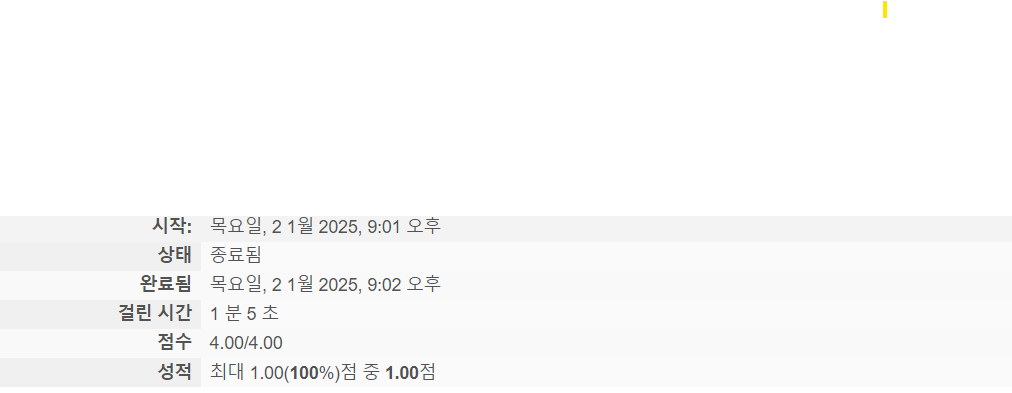 시작: 목요일, 2 1월 2025, 9:01 오후
상태 종료됨
완료됨 목요일, 2 1월 2025, 9:02 오후
걸린 시간 1 분 5 초
점수 4.00/4.00
성적 최대 1.00(100%)점 중 1.00점